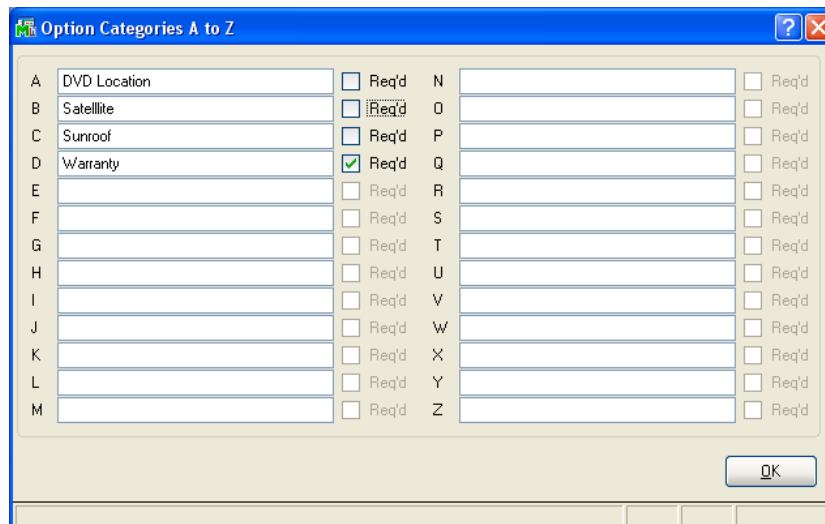 Option Categories A to Z
A DVD Location Req'd N Req'd
B Satelllite Req'd O Req'd
C Sunroof Req'd P Req'd
D Warranty Req'd Q Req'd
E Req'd R Req'd
F Req'd S Req'd
G Req'd T Req'd
H Req'd U Req'd
I Req'd V Req'd
J Req'd W Req'd
K Req'd X Req'd
L Req'd Y Req'd
M Req'd Z Req'd
OK